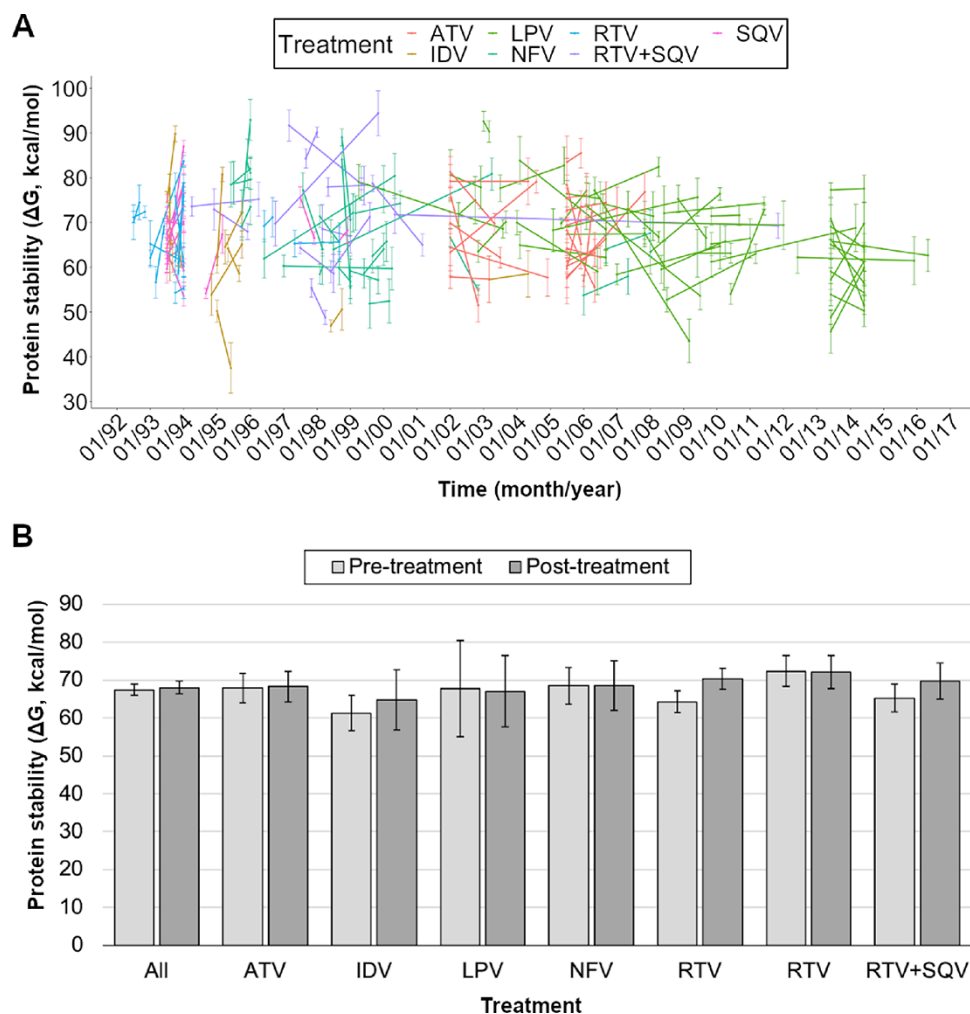 A
Treatment ATV LPV RTV SQV
IDV NFV RTV+SQV
Protein stability (ΔG, kcal/mol)
100
90
80
70
60
50
40
30
01/92 01/93 01/94 01/95 01/96 01/97 01/98 01/99 01/00 01/01 01/02 01/03 01/04 01/05 01/06 01/07 01/08 01/09 01/10 01/11 01/12 01/13 01/14 01/15 01/16 01/17
Time (month/year)
B
Pre-treatment Post-treatment
Protein stability (ΔG, kcal/mol)
90
80
70
60
50
40
30
20
10
0
All ATV IDV LPV NFV RTV RTV RTV+SQV
Treatment